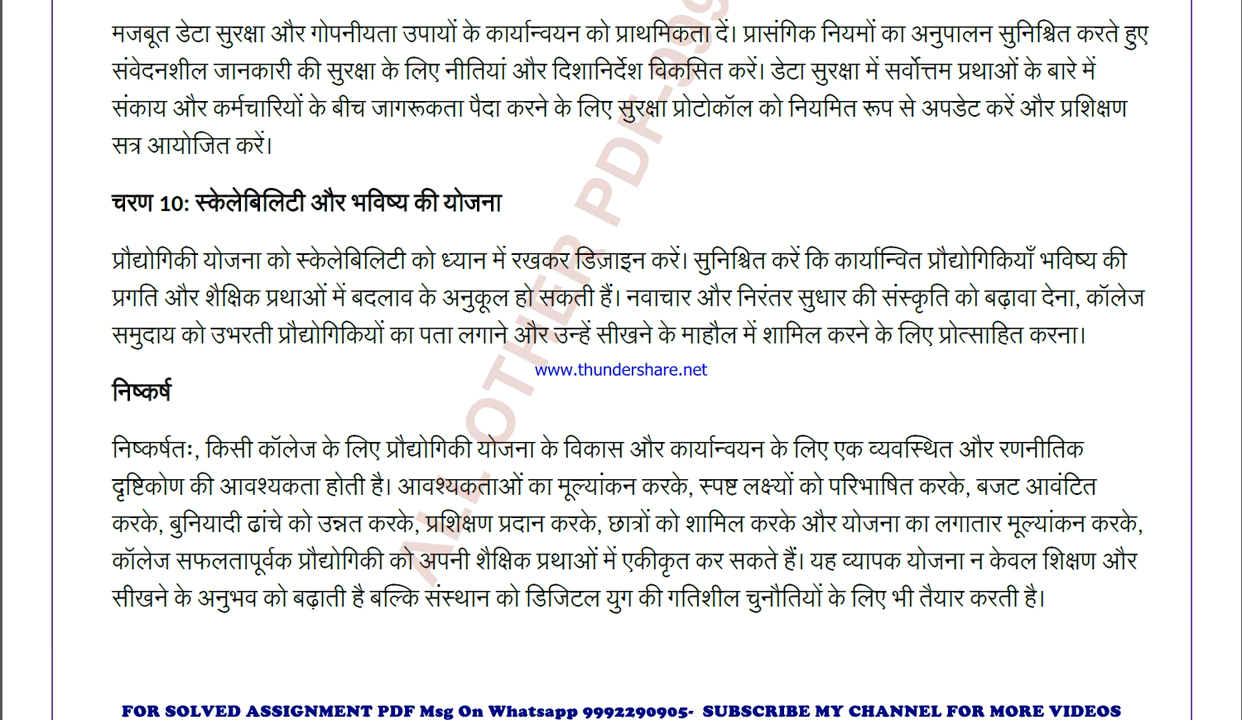 मजबूत डेटा सुरक्षा और गोपनीयता उपायों के कार्यान्वयन को प्राथमिकता दें। प्रासंगिक नियमों का अनुपालन सुनिश्चित करते हुए
संवेदनशील जानकारी की सुरक्षा के लिए नीतियां और दिशानिर्देश विकसित करें। डेटा सुरक्षा में सर्वोत्तम प्रथाओं के बारे में
संकाय और कर्मचारियों के बीच जागरूकता पैदा करने के लिए सुरक्षा प्रोटोकॉल को नियमित रूप से अपडेट करें और प्रशिक्षण
सत्र आयोजित करें।
चरण 10: स्केलेबिलिटी और भविष्य की योजना
प्रौद्योगिकी योजना को स्केलेबिलिटी को ध्यान में रखकर डिज़ाइन करें। सुनिश्चित करें कि कार्यान्वित प्रौद्योगिकियाँ भविष्य की
प्रगति और शैक्षिक प्रथाओं में बदलाव के अनुकूल हो सकती हैं। नवाचार और निरंतर सुधार की संस्कृति को बढ़ावा देना, कॉलेज
समुदाय को उभरती प्रौद्योगिकियों का पता लगाने और उन्हें सीखने के माहौल में शामिल करने के लिए प्रोत्साहित करना।
www.thundershare.net
निष्कर्ष
निष्कर्षतः, किसी कॉलेज के लिए प्रौद्योगिकी योजना के विकास और कार्यान्वयन के लिए एक व्यवस्थित और रणनीतिक
दृष्टिकोण की आवश्यकता होती है। आवश्यकताओं का मूल्यांकन करके, स्पष्ट लक्ष्यों को परिभाषित करके, बजट आवंटित
करके, बुनियादी ढांचे को उन्नत करके, प्रशिक्षण प्रदान करके, छात्रों को शामिल करके और योजना का लगातार मूल्यांकन करके,
कॉलेज सफलतापूर्वक प्रौद्योगिकी को अपनी शैक्षिक प्रथाओं में एकीकृत कर सकते हैं। यह व्यापक योजना न केवल शिक्षण और
सीखने के अनुभव को बढ़ाती है बल्कि संस्थान को डिजिटल युग की गतिशील चुनौतियों के लिए भी तैयार करती है।
ALL OTHER PDF-999
FOR SOLVED ASSIGNMENT PDF Msg On Whatsapp 9992290905- SUBSCRIBE MY CHANNEL FOR MORE VIDEOS